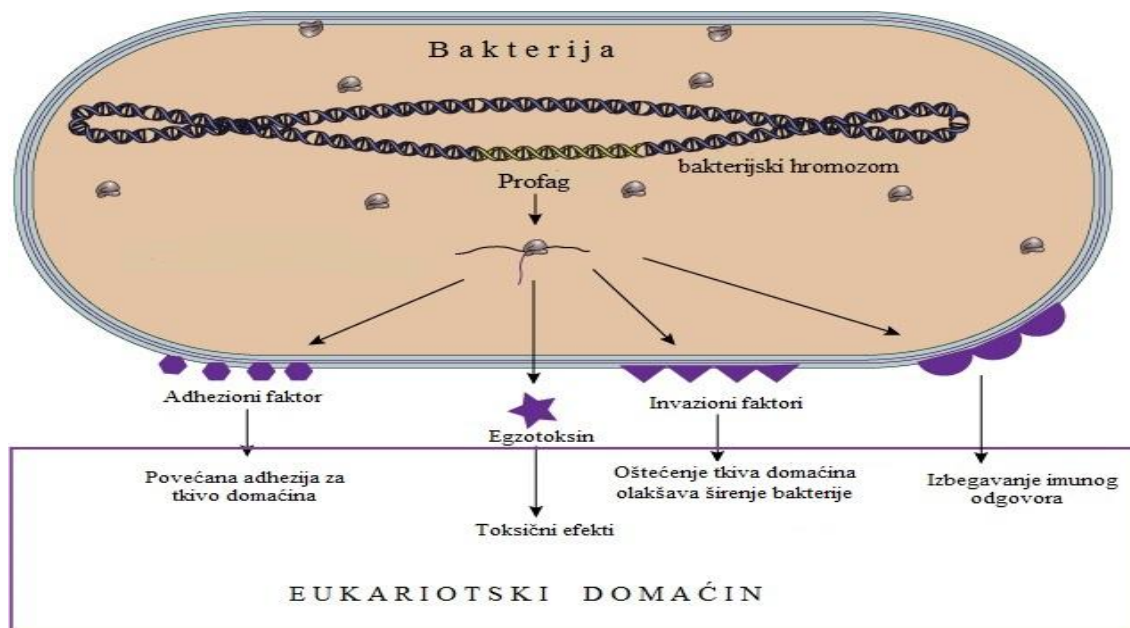 Bakterija
bakterijski hromozom
Profag
Adhezioni faktor
Egzotoksin
Invazioni faktori
Povećana adhezija za
tkivo domaćina
Toksični efekti
Oštećenje tkiva domaćina
olakšava širenje bakterije
Izbegavanje imunog
odgovora
EUKARIOTSKI DOMAĆIN